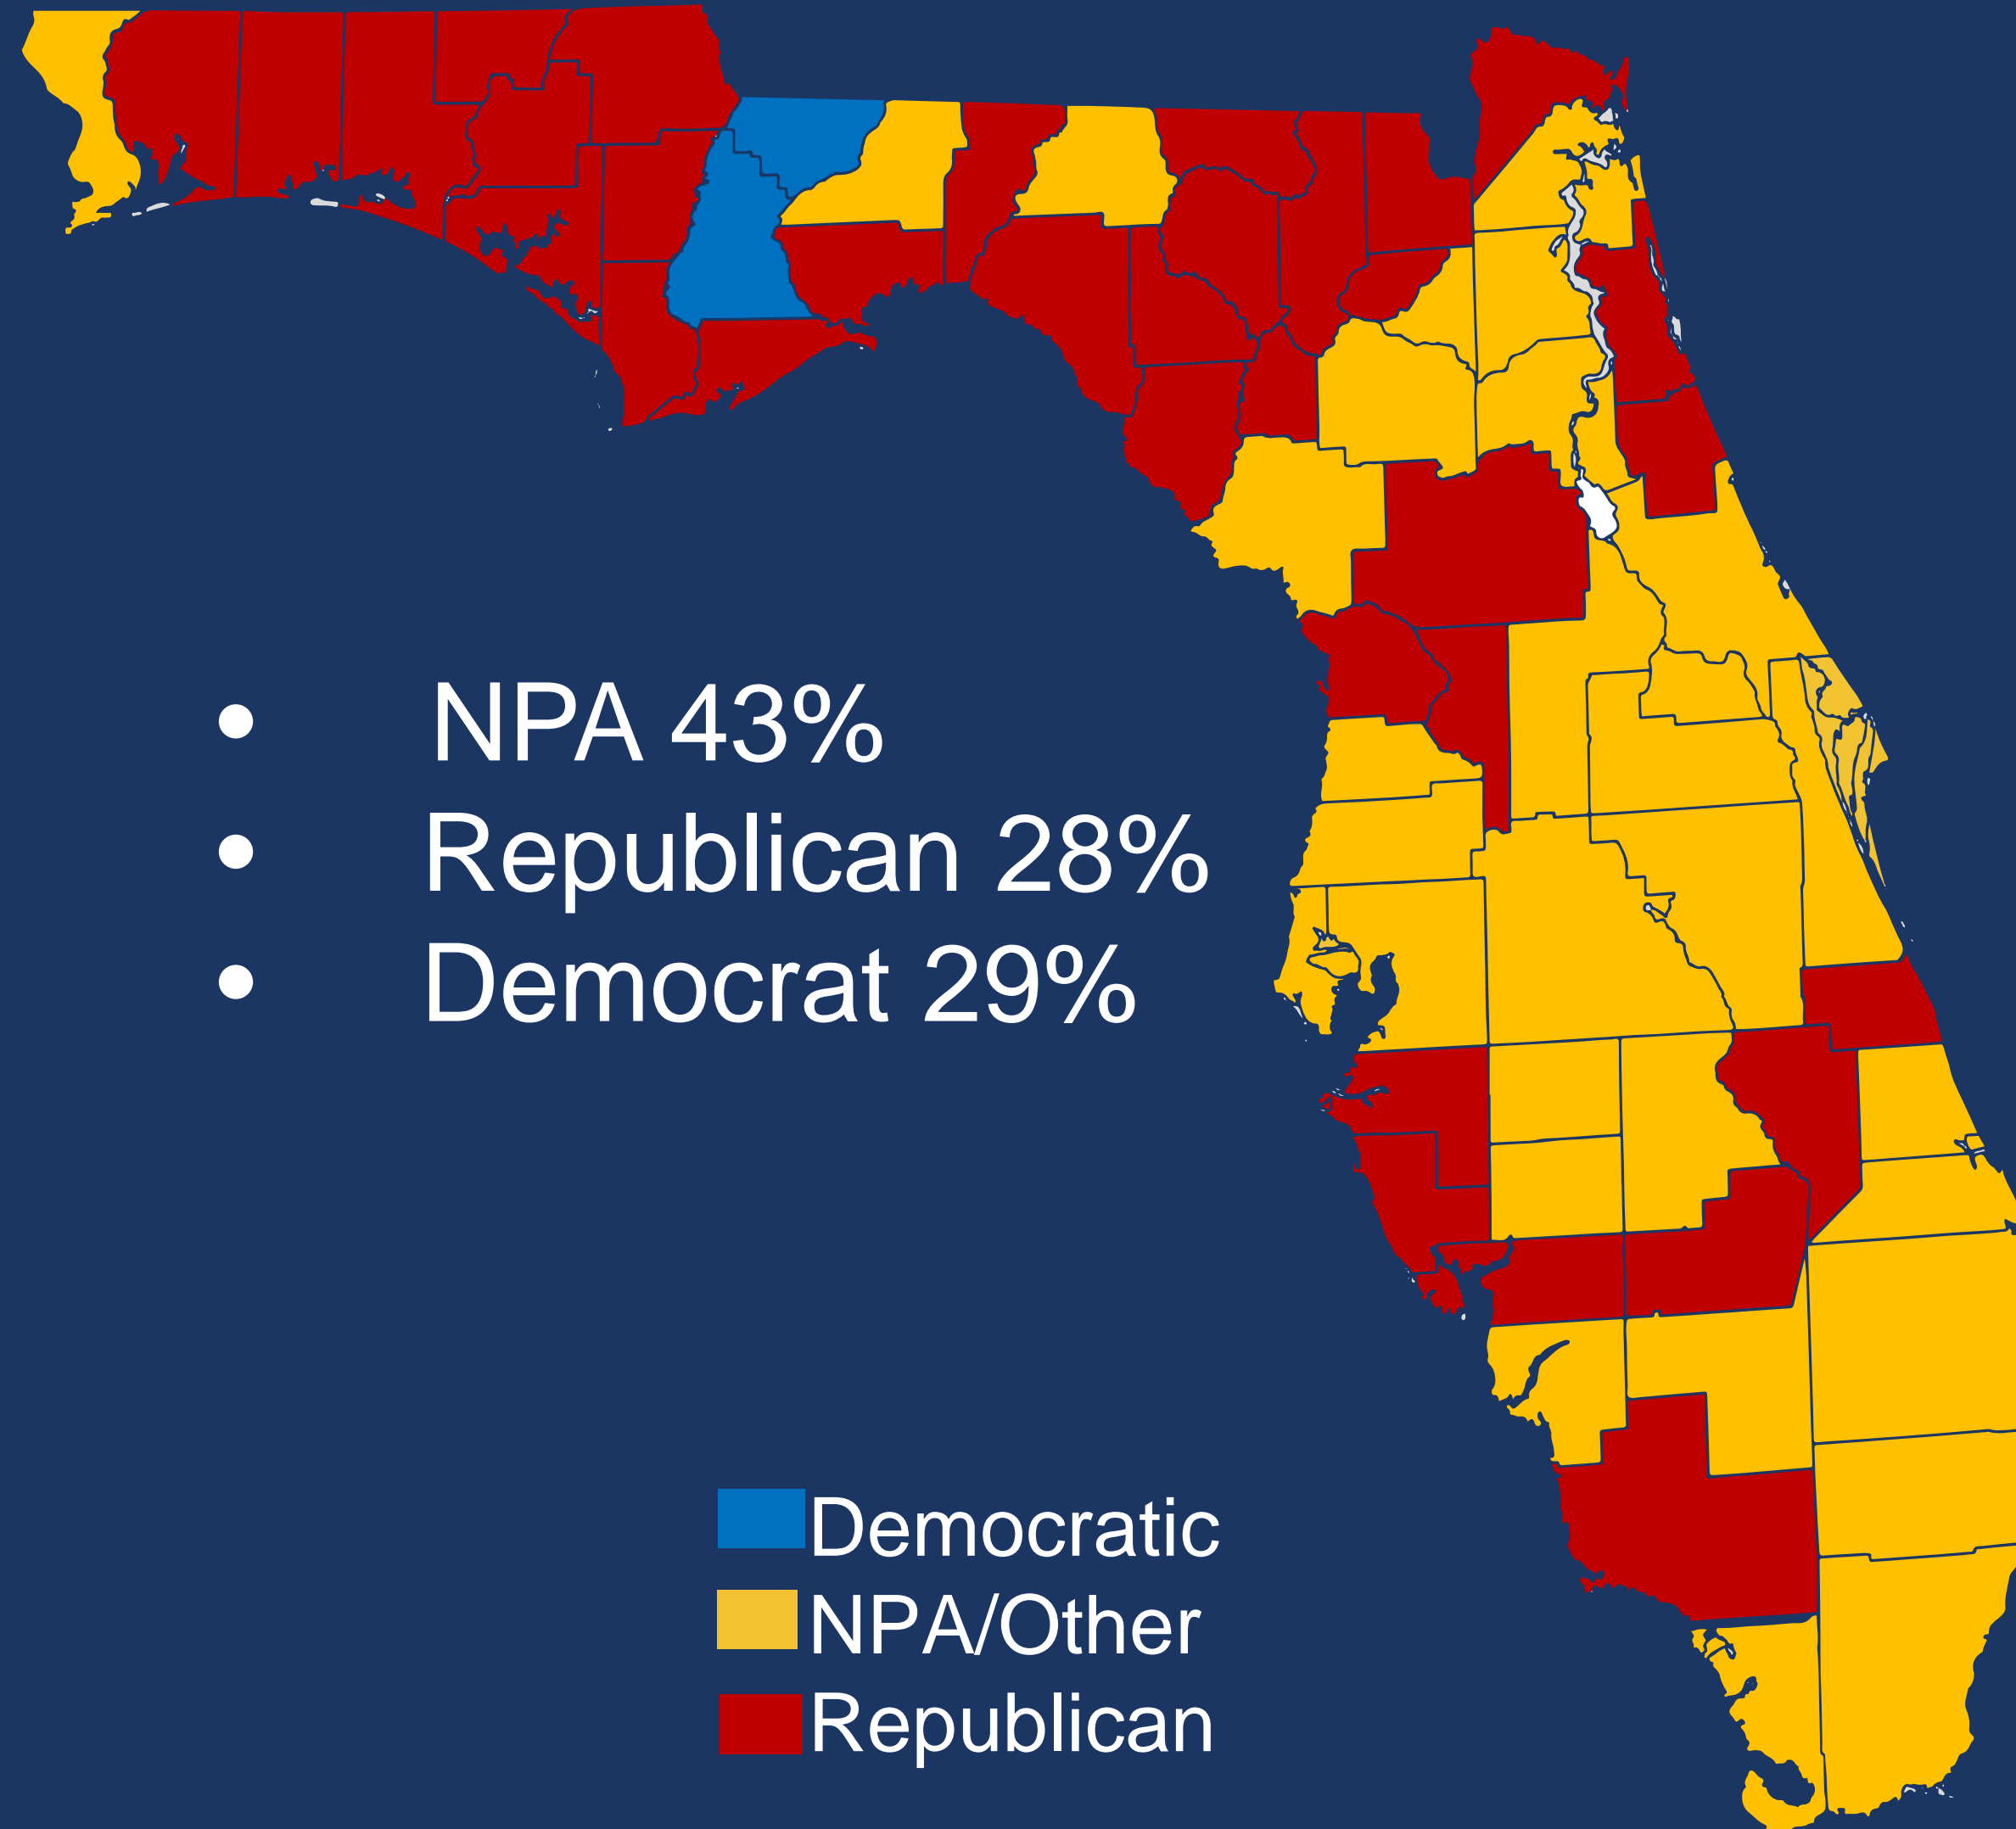 • NPA 43%
• Republican 28%
• Democrat 29%
Democratic
NPA/Other
Republican